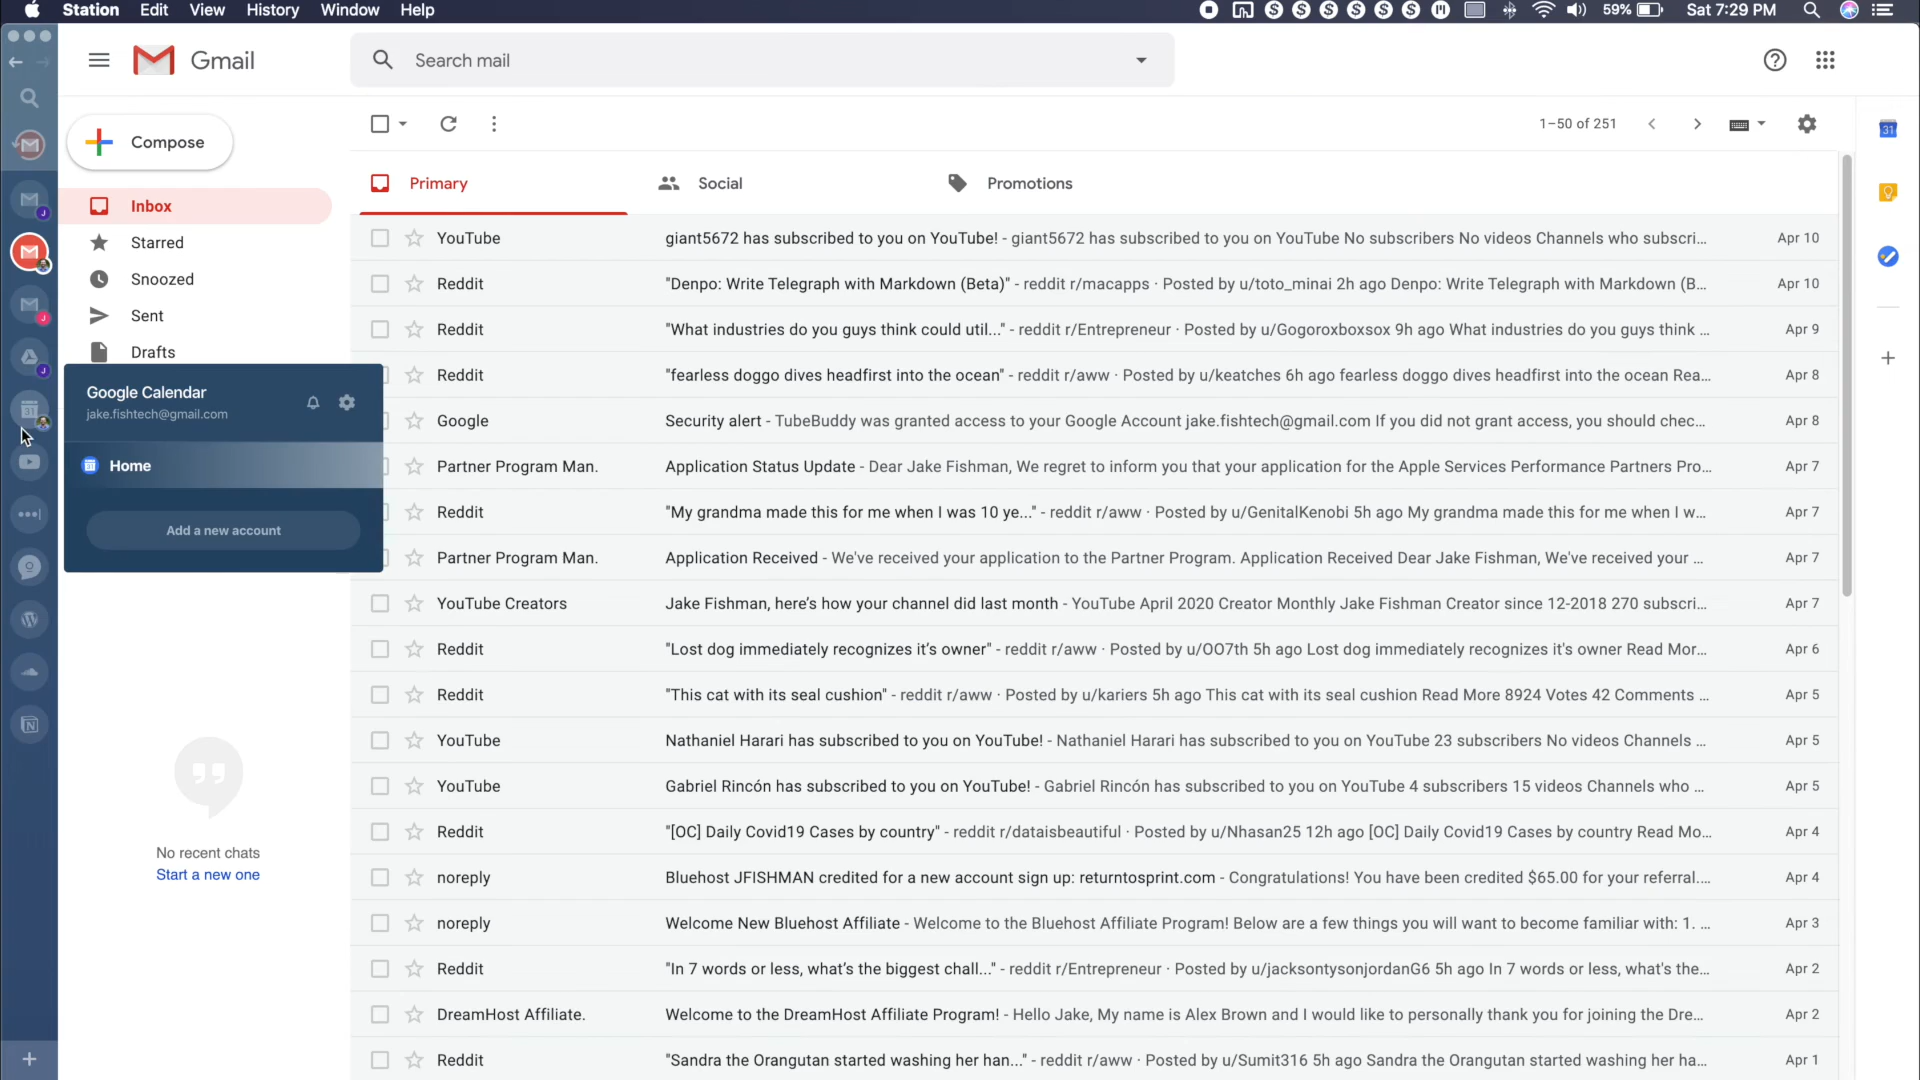 Station Edit View History Window Help 59% Sat 7:29 PM
Gmail
Search mail
Compose
1–50 of 251
Inbox
Starred
Snoozed
Sent
Drafts
Google Calendar
jake.fishtech@gmail.com
Home
Add a new account
No recent chats
Start a new one
Primary Social Promotions
YouTube giant5672 has subscribed to you on YouTube! - giant5672 has subscribed to you on YouTube No subscribers No videos Channels who subscri... Apr 10
Reddit "Denpo: Write Telegraph with Markdown (Beta)" - reddit r/macapps · Posted by u/toto_minai 2h ago Denpo: Write Telegraph with Markdown (B... Apr 10
Reddit "What industries do you guys think could util..." - reddit r/Entrepreneur · Posted by u/Gogoroxboxsox 9h ago What industries do you guys think ... Apr 9
Reddit "fearless doggo dives headfirst into the ocean" - reddit r/aww · Posted by u/keatches 6h ago fearless doggo dives headfirst into the ocean Rea... Apr 8
Google Security alert - TubeBuddy was granted access to your Google Account jake.fishtech@gmail.com If you did not grant access, you should chec... Apr 8
Partner Program Man. Application Status Update - Dear Jake Fishman, We regret to inform you that your application for the Apple Services Performance Partners Pro... Apr 7
Reddit "My grandma made this for me when I was 10 ye..." - reddit r/aww · Posted by u/GenitalKenobi 5h ago My grandma made this for me when I w... Apr 7
Partner Program Man. Application Received - We've received your application to the Partner Program. Application Received Dear Jake Fishman, We've received your ... Apr 7
YouTube Creators Jake Fishman, here's how your channel did last month - YouTube April 2020 Creator Monthly Jake Fishman Creator since 12-2018 270 subscri... Apr 7
Reddit "Lost dog immediately recognizes it's owner" - reddit r/aww · Posted by u/OO7th 5h ago Lost dog immediately recognizes it's owner Read Mor... Apr 6
Reddit "This cat with its seal cushion" - reddit r/aww · Posted by u/kariers 5h ago This cat with its seal cushion Read More 8924 Votes 42 Comments ... Apr 5
YouTube Nathaniel Harari has subscribed to you on YouTube! - Nathaniel Harari has subscribed to you on YouTube 23 subscribers No videos Channels ... Apr 5
YouTube Gabriel Rincón has subscribed to you on YouTube! - Gabriel Rincón has subscribed to you on YouTube 4 subscribers 15 videos Channels who ... Apr 5
Reddit "[OC] Daily Covid19 Cases by country" - reddit r/dataisbeautiful · Posted by u/Nhasan25 12h ago [OC] Daily Covid19 Cases by country Read Mo... Apr 4
noreply Bluehost JFISHMAN credited for a new account sign up: returntosprint.com - Congratulations! You have been credited $65.00 for your referral.... Apr 4
noreply Welcome New Bluehost Affiliate - Welcome to the Bluehost Affiliate Program! Below are a few things you will want to become familiar with: 1. ... Apr 3
Reddit "In 7 words or less, what's the biggest chall..." - reddit r/Entrepreneur · Posted by u/jacksontysonjordanG6 5h ago In 7 words or less, what's the... Apr 2
DreamHost Affiliate. Welcome to the DreamHost Affiliate Program! - Hello Jake, My name is Alex Brown and I would like to personally thank you for joining the Dre... Apr 2
Reddit "Sandra the Orangutan started washing her han..." - reddit r/aww · Posted by u/Sumit316 5h ago Sandra the Orangutan started washing her ha... Apr 1